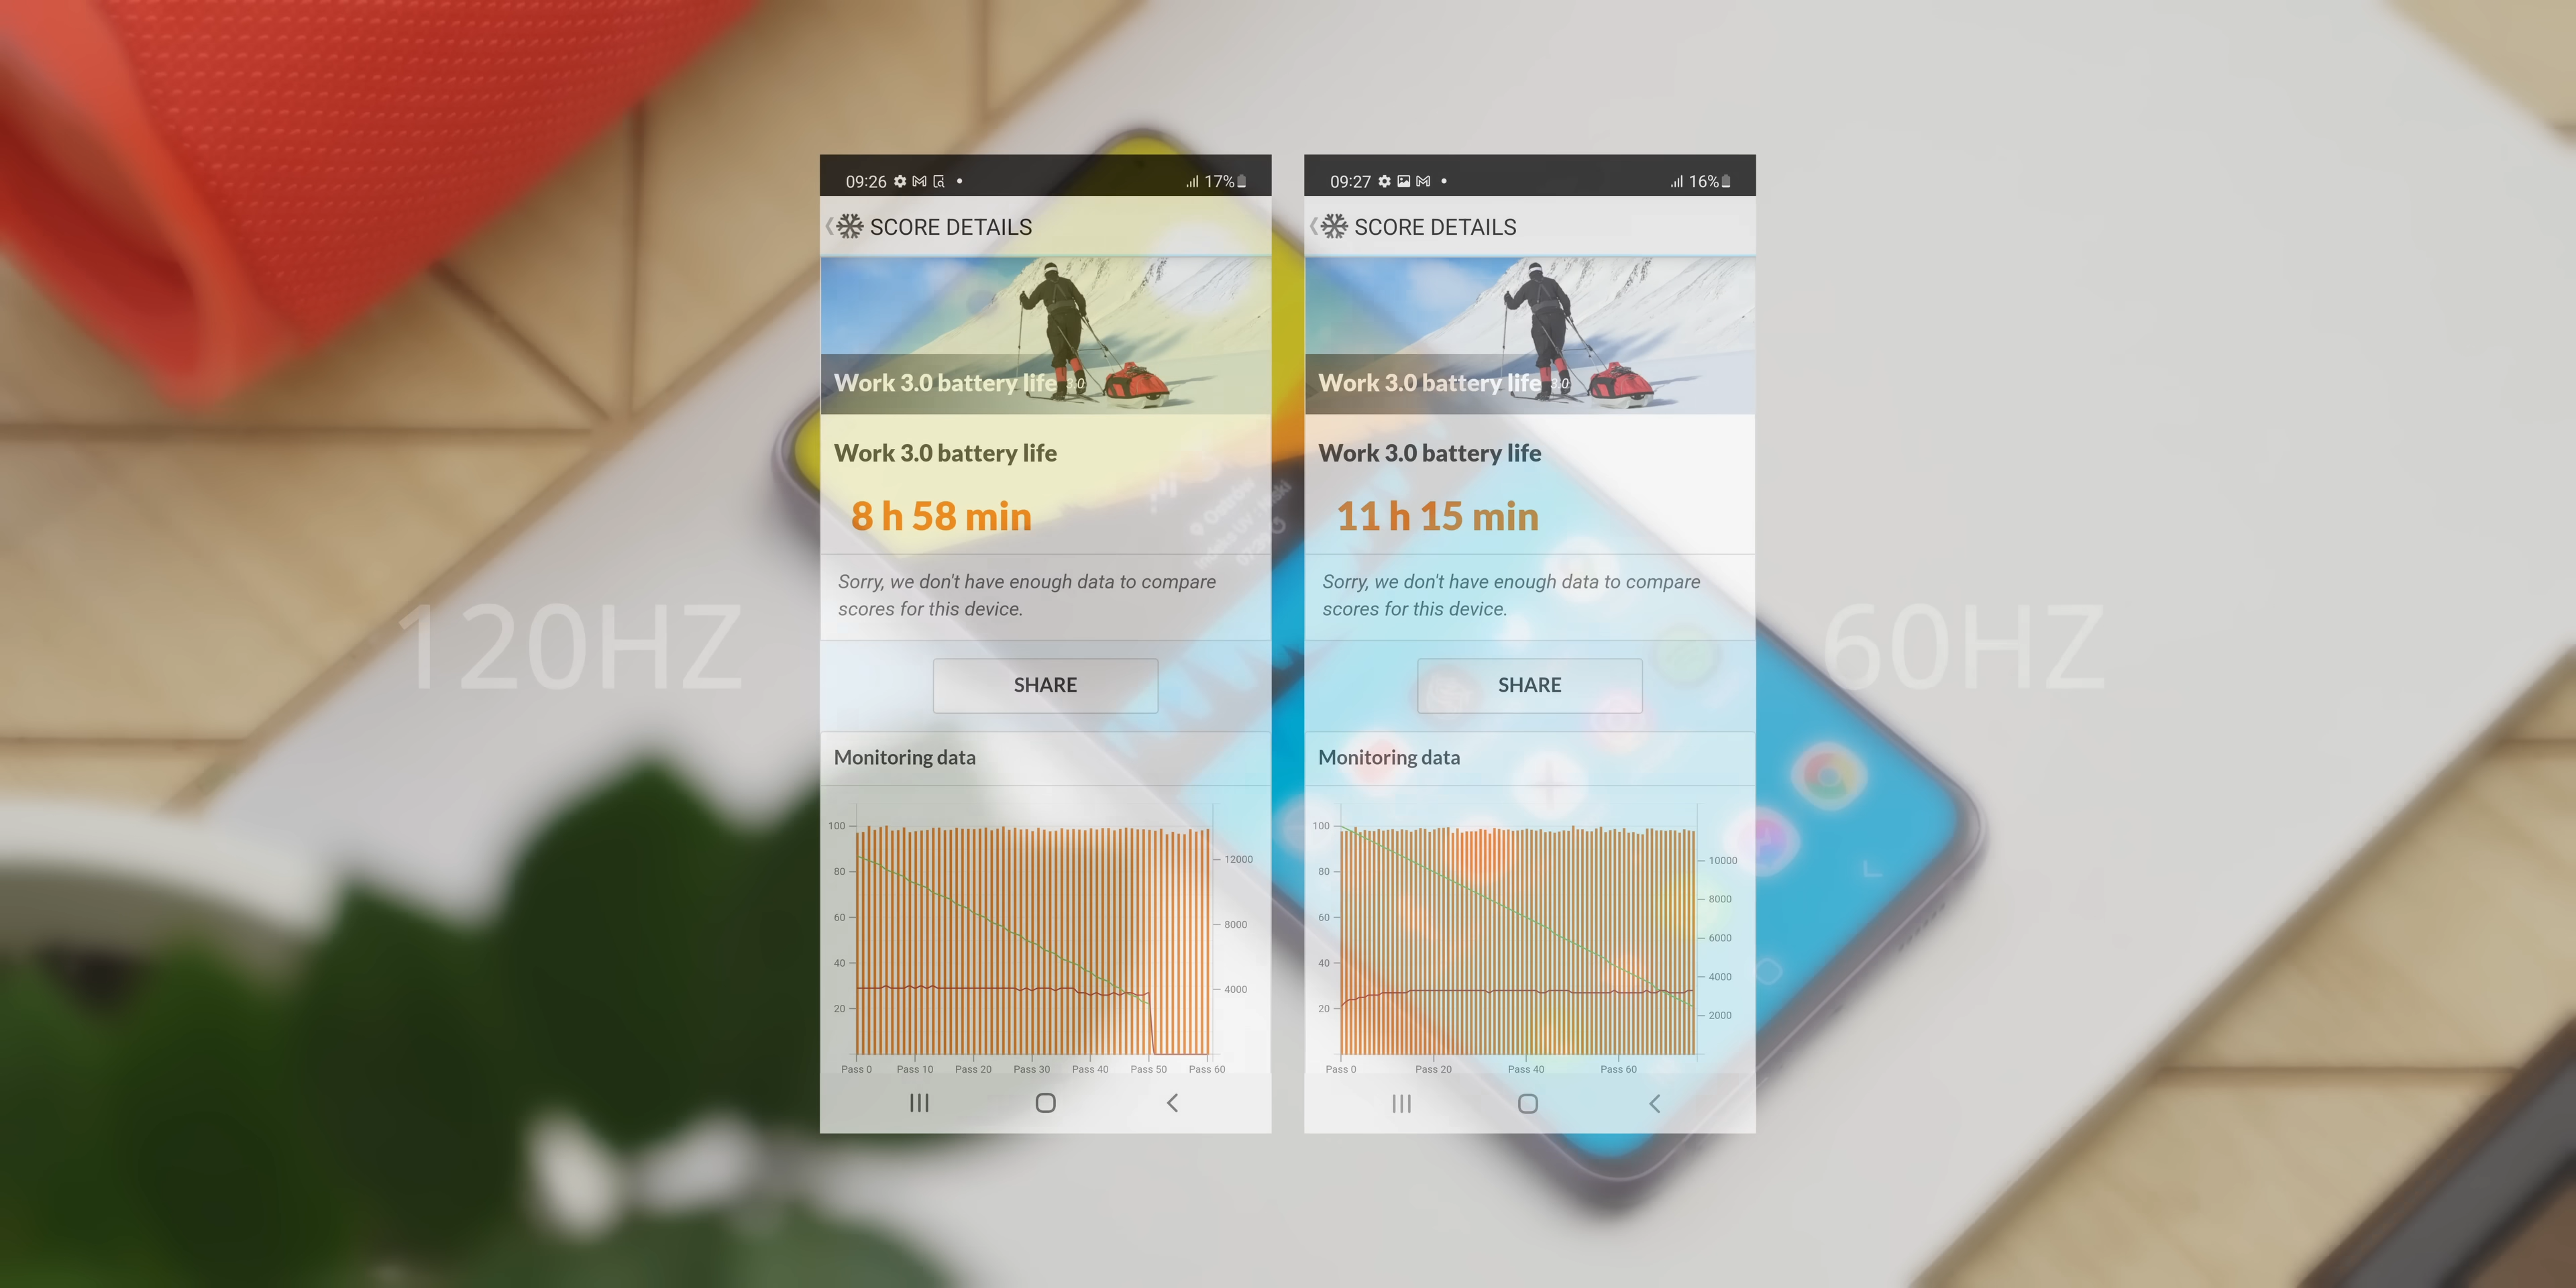 120HZ
09:26
17%
SCORE DETAILS
Work 3.0 battery life 3.0
Work 3.0 battery life
8 h 58 min
Sorry, we don't have enough data to compare
scores for this device.
SHARE
Monitoring data
100
80
60
40
20
12000
8000
4000
Pass 0 Pass 10 Pass 20 Pass 30 Pass 40 Pass 50 Pass 60
09:27
16%
SCORE DETAILS
Work 3.0 battery life 3.0
Work 3.0 battery life
11 h 15 min
Sorry, we don't have enough data to compare
scores for this device.
SHARE
Monitoring data
100
80
60
40
20
10000
8000
6000
4000
2000
Pass 0 Pass 20 Pass 40 Pass 60
60HZ